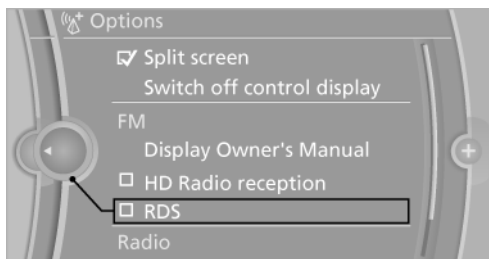 Options
Split screen
Switch off control display
FM
Display Owner's Manual
HD Radio reception
RDS
Radio